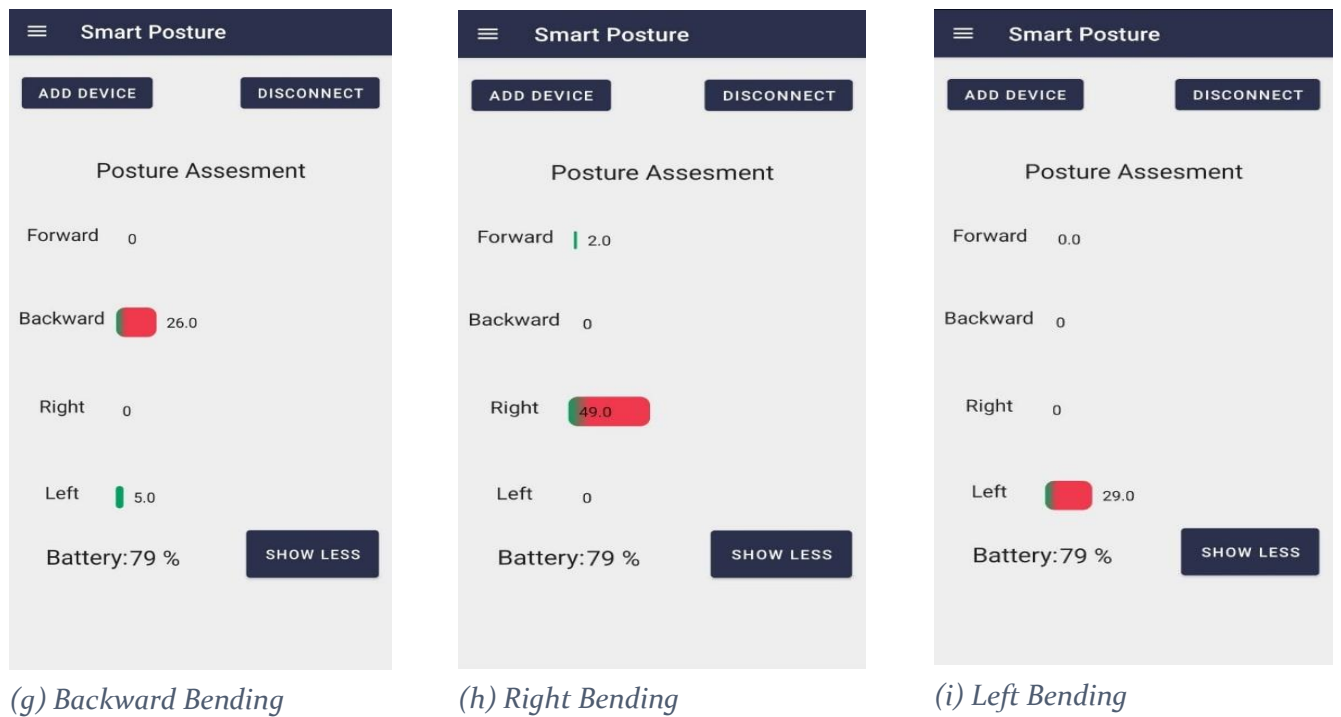 Smart Posture
ADD DEVICE DISCONNECT
Posture Assesment
Forward 0
Backward 26.0
Right 0
Left 5.0
Battery:79 % SHOW LESS
(g) Backward Bending
Smart Posture
ADD DEVICE DISCONNECT
Posture Assesment
Forward 2.0
Backward 0
Right 49.0
Left 0
Battery:79 % SHOW LESS
(h) Right Bending
Smart Posture
ADD DEVICE DISCONNECT
Posture Assesment
Forward 0.0
Backward 0
Right 0
Left 29.0
Battery:79 % SHOW LESS
(i) Left Bending